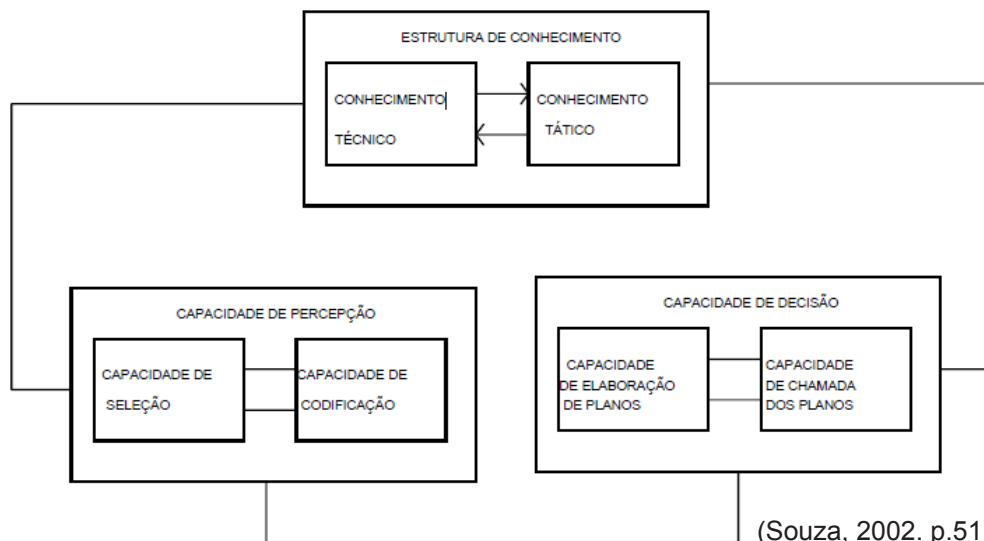 ESTRUTURA DE CONHECIMENTO
CONHECIMENTO
TÉCNICO
CONHECIMENTO
TÁTICO
CAPACIDADE DE PERCEPÇÃO
CAPACIDADE DE
SELEÇÃO
CAPACIDADE DE
CODIFICAÇÃO
CAPACIDADE DE DECISÃO
CAPACIDADE
DE ELABORAÇÃO
DE PLANOS
CAPACIDADE
DE CHAMADA
DOS PLANOS
(Souza, 2002. p.51